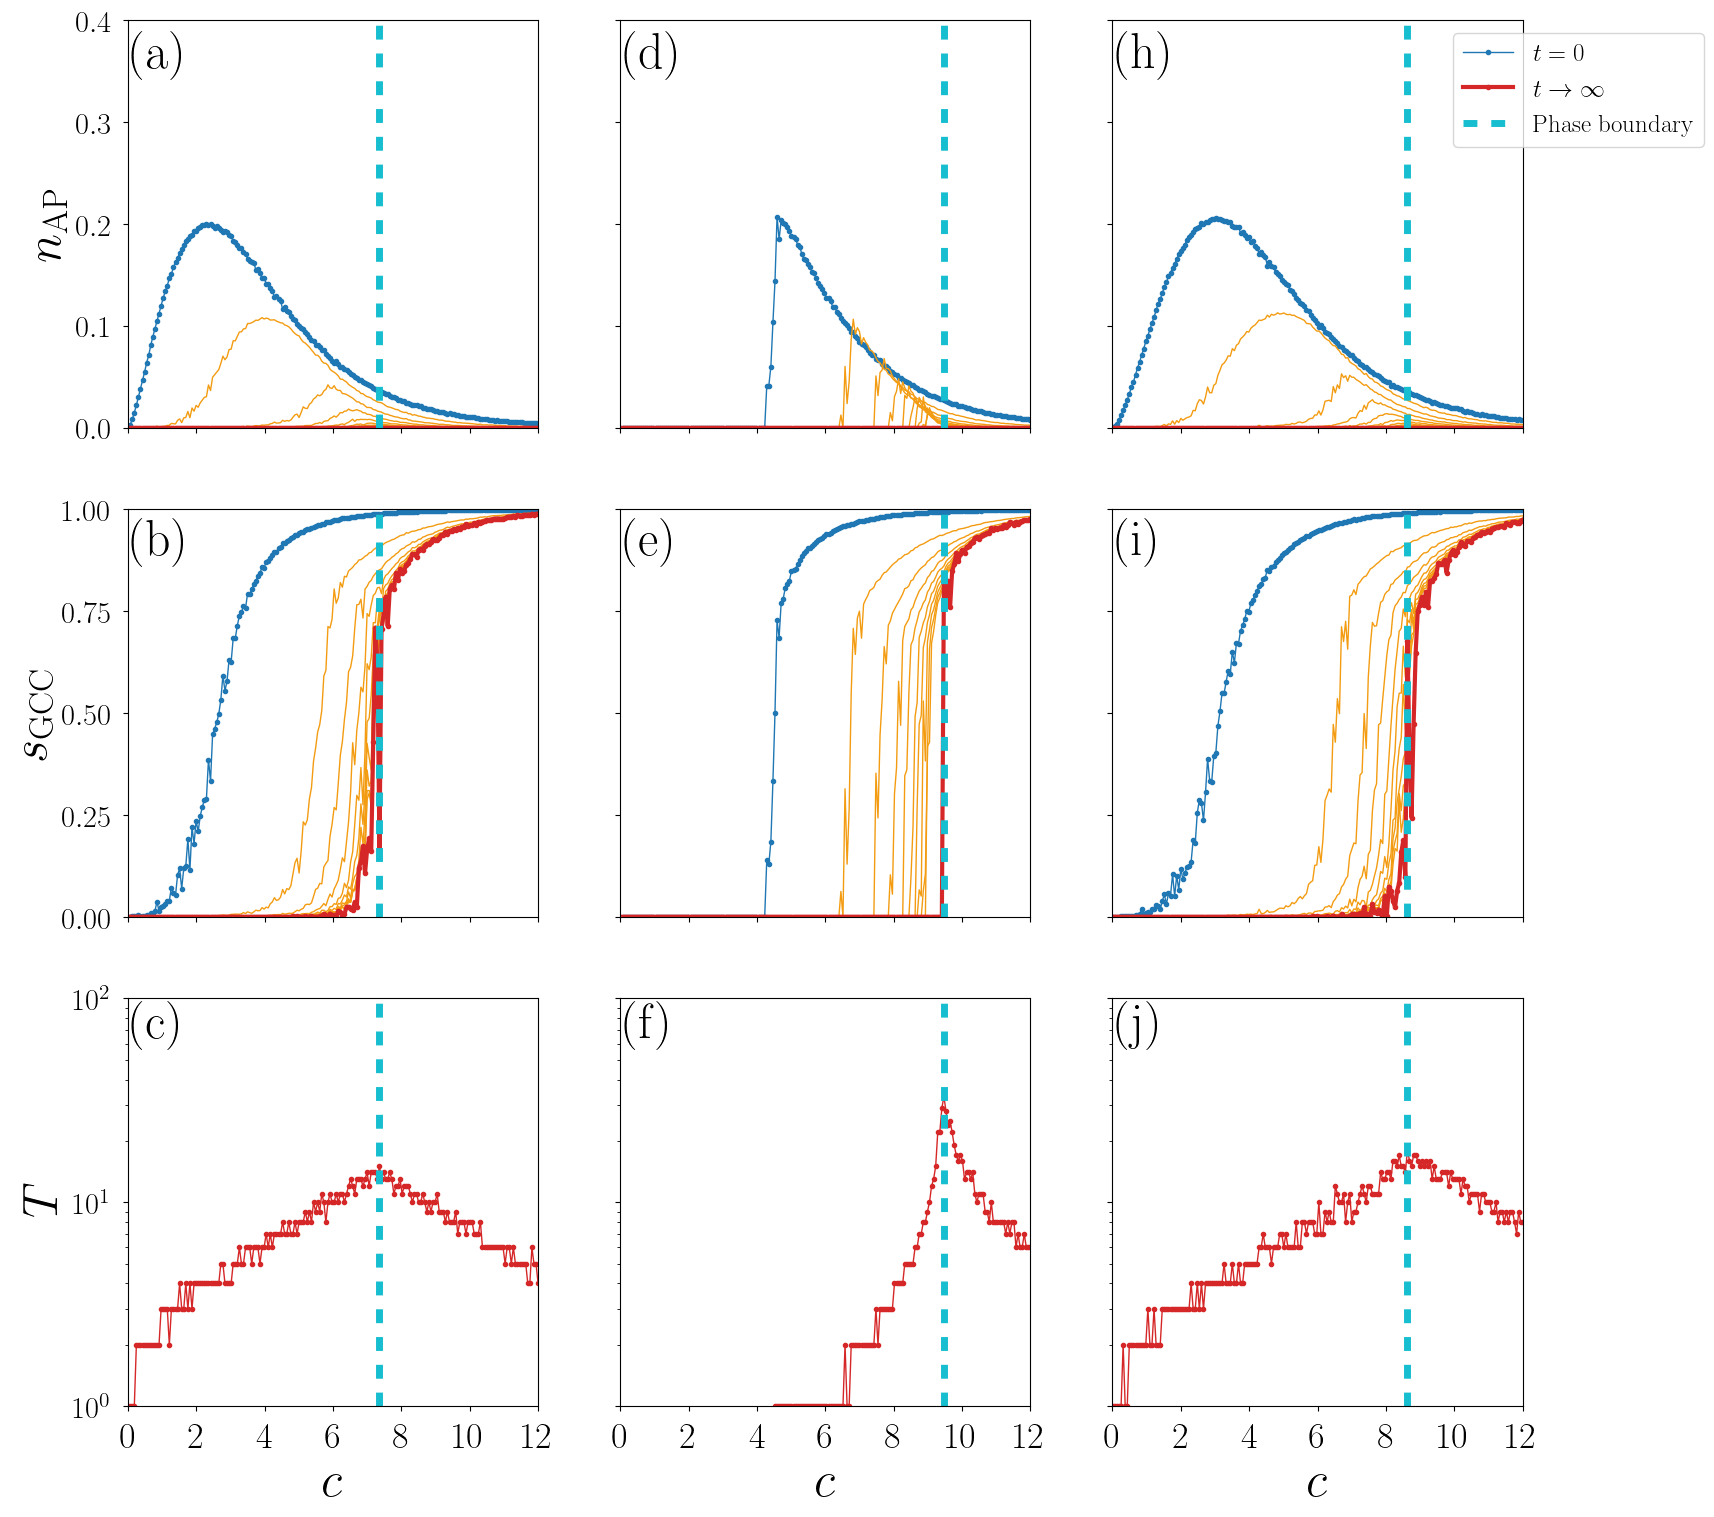 (a) (d) (h)
t = 0
t → ∞
Phase boundary
0.4
0.3
0.2
0.1
0.0
n_AP
(b) (e) (i)
1.00
0.75
0.50
0.25
0.00
s_GCC
(c) (f) (j)
10^2
10^1
10^0
T
0 2 4 6 8 10 12 0 2 4 6 8 10 12 0 2 4 6 8 10 12
c c c